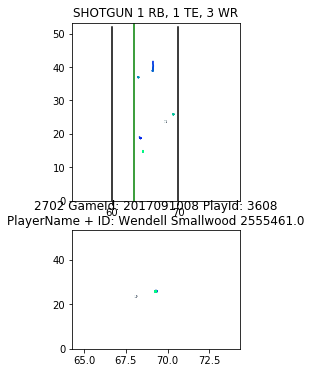 SHOTGUN 1 RB, 1 TE, 3 WR
50
40
30
20
10
0
60 70
2702 GameId: 2017091008 PlayId: 3608
PlayerName + ID: Wendell Smallwood 2555461.0
40
20
0
65.0 67.5 70.0 72.5